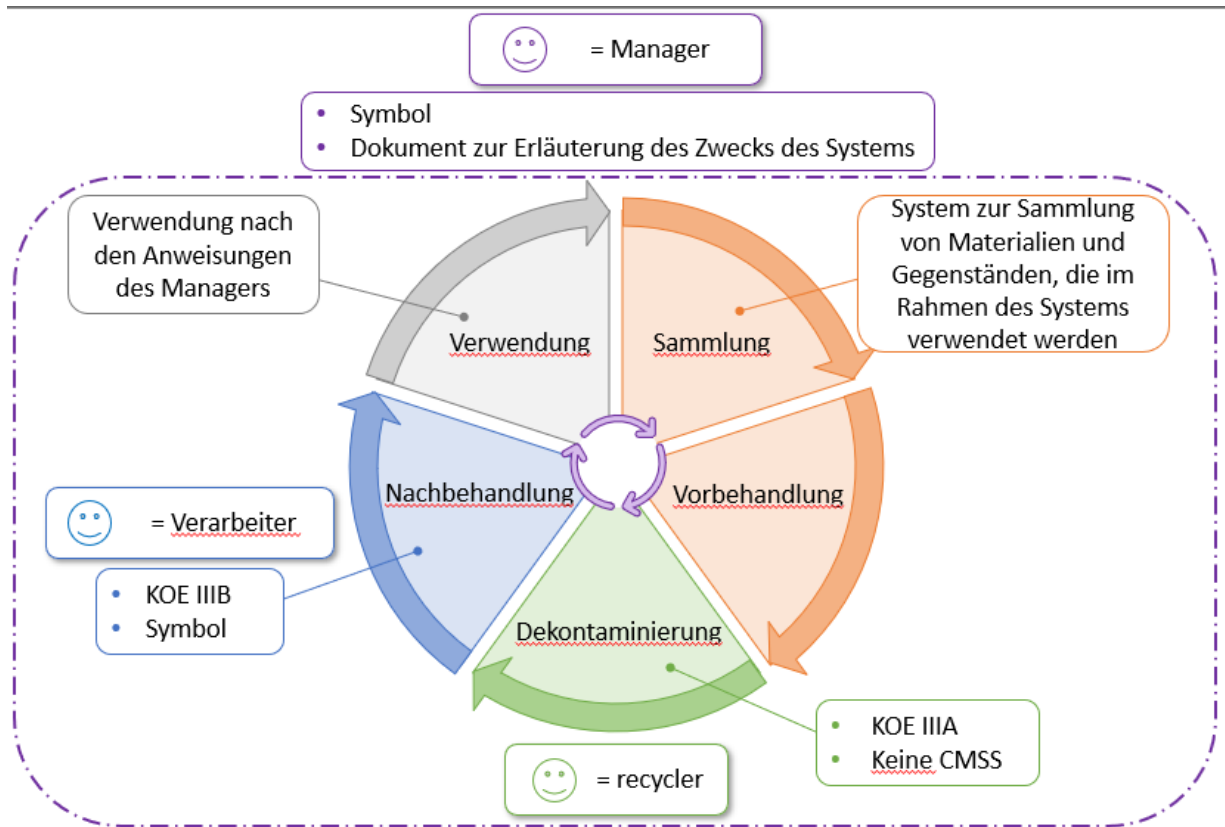 = Manager
• Symbol
• Dokument zur Erläuterung des Zwecks des Systems
Verwendung nach
den Anweisungen
des Managers
System zur Sammlung
von Materialien und
Gegenständen, die im
Rahmen des Systems
verwendet werden
Verwendung
Sammlung
Nachbehandlung
Vorbehandlung
= Verarbeiter
• KOE IIIB
• Symbol
Dekontaminierung
• KOE IIIA
• Keine CMSS
= recycler